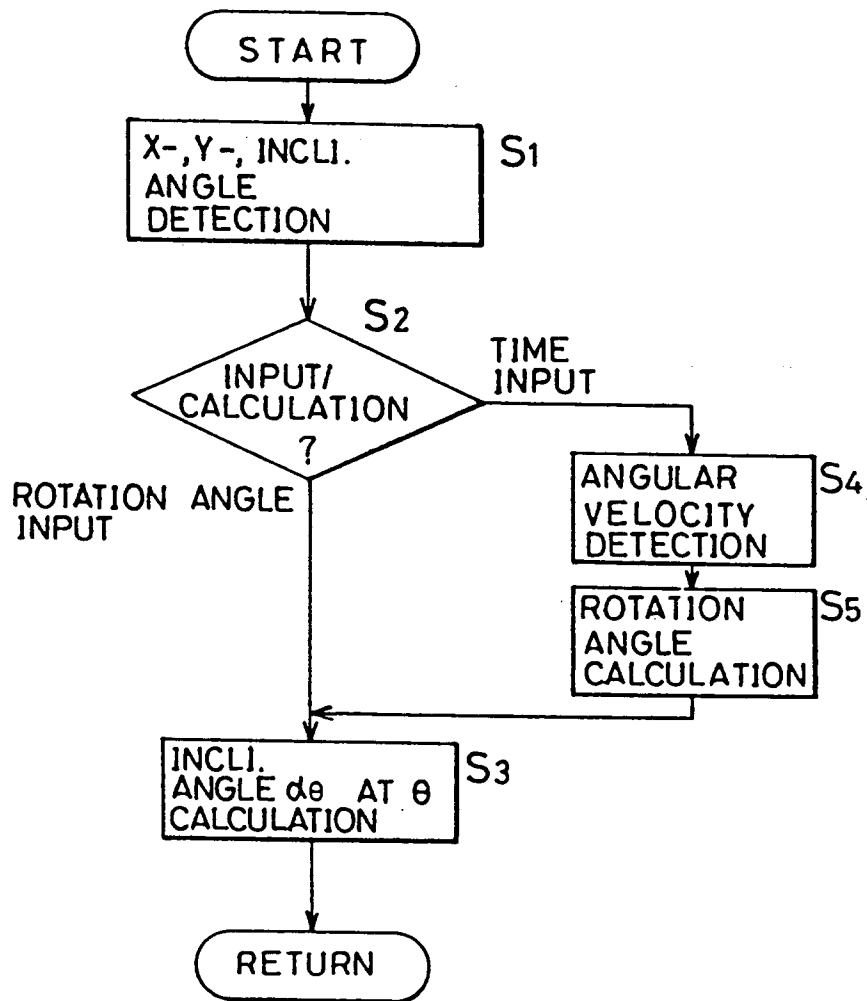 START
X-,Y-, INCLI.
ANGLE
DETECTION
S1
S2
INPUT/
CALCULATION
?
TIME
INPUT
ROTATION ANGLE
INPUT
ANGULAR
VELOCITY
DETECTION
S4
ROTATION
ANGLE
CALCULATION
S5
INCLI.
ANGLE αθ AT θ
CALCULATION
S3
RETURN